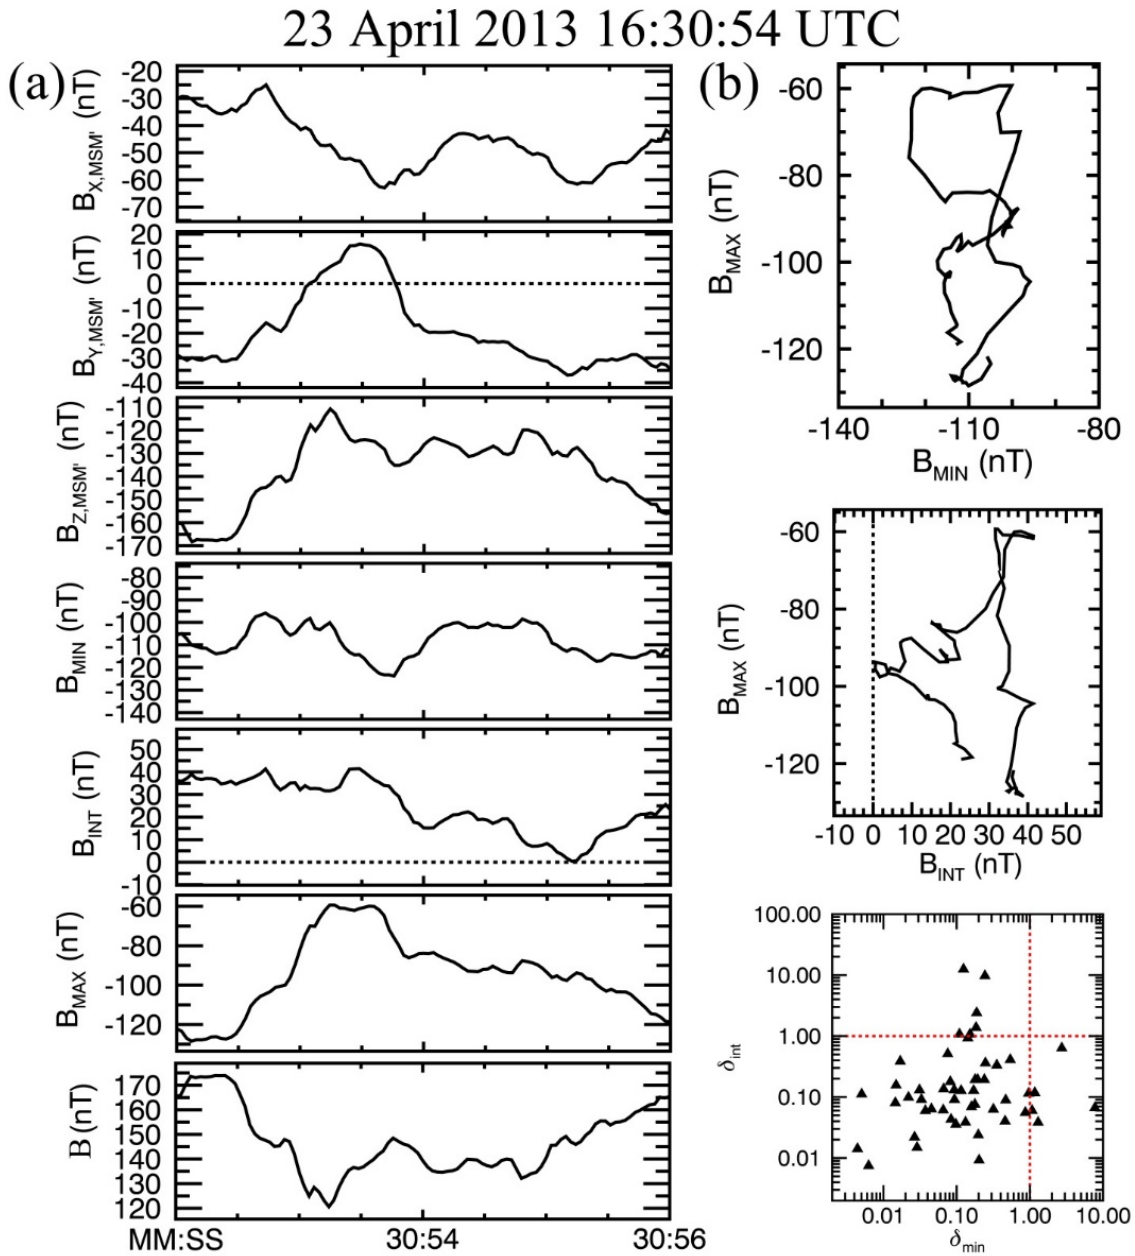 23 April 2013 16:30:54 UTC
(a)
-20
-30
-40
-50
-60
-70
B_X,MSM' (nT)
20
10
0
-10
-20
-30
-40
B_Y,MSM' (nT)
-110
-120
-130
-140
-150
-160
-170
B_Z,MSM' (nT)
-80
-90
-100
-110
-120
-130
-140
B_MIN (nT)
50
40
30
20
10
0
-10
B_INT (nT)
-60
-80
-100
-120
B_MAX (nT)
170
160
150
140
130
120
B (nT)
MM:SS 30:54 30:56
(b)
-60
-80
-100
-120
B_MAX (nT)
-140 -110 -80
B_MIN (nT)
-60
-80
-100
-120
B_MAX (nT)
-10 0 10 20 30 40 50
B_INT (nT)
100.00
10.00
1.00
0.10
0.01
δ_int
0.01 0.10 1.00 10.00
δ_min